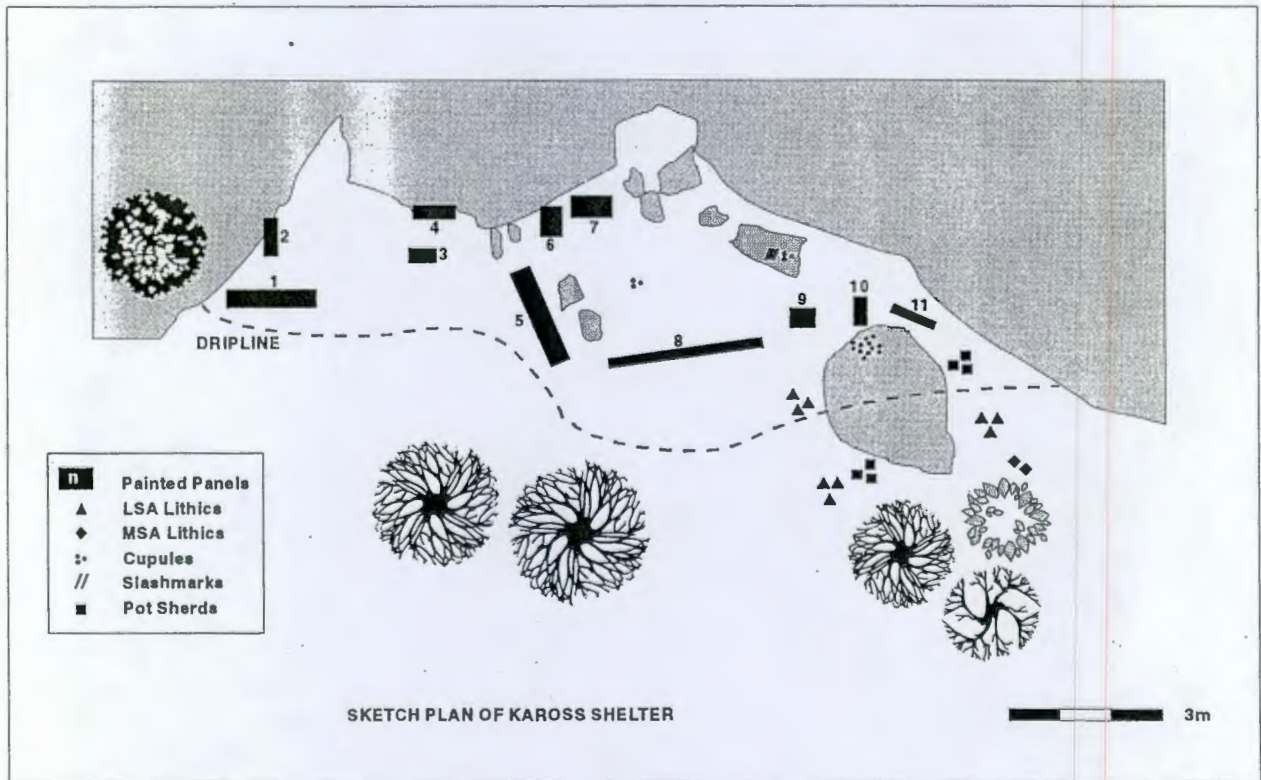 2
4
3
6
7
1
5
8
9
10
11
DRIPLINE
n Painted Panels
LSA Lithics
MSA Lithics
Cupules
Slashmarks
Pot Sherds
SKETCH PLAN OF KAROSS SHELTER
3m